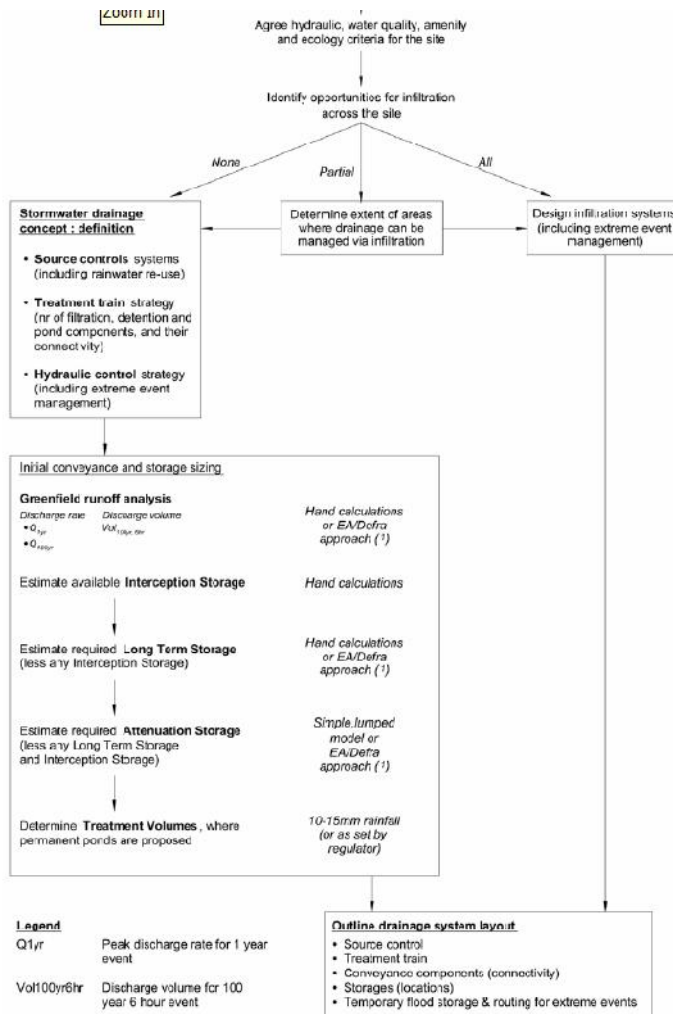 Zoom In
Agree hydraulic, water quality, amenity
and ecology criteria for the site
Identify opportunities for infiltration
across the site
None
Partial
All
Stormwater drainage
concept : definition
• Source controls systems
(including rainwater re-use)
• Treatment train strategy
(nr of filtration, detention and
pond components, and their
connectivity)
• Hydraulic control strategy
(including extreme event
management)
Determine extent of areas
where drainage can be
managed via infiltration
Design infiltration systems
(including extreme event
management)
Initial conveyance and storage sizing
Greenfield runoff analysis
Discharge rate Discharge volume
•Q1yr Vol100yr,6hr
•Q100yr
Hand calculations
or EA/Defra
approach (1)
Estimate available Interception Storage
Hand calculations
Estimate required Long Term Storage
(less any Interception Storage)
Hand calculations
or EA/Defra
approach (1)
Estimate required Attenuation Storage
(less any Long Term Storage
and Interception Storage)
Simple lumped
model or
EA/Defra
approach (1)
Determine Treatment Volumes, where
permanent ponds are proposed
10-15mm rainfall
(or as set by
regulator)
Legend
Q1yr Peak discharge rate for 1 year
event
Vol100yr6hr Discharge volume for 100
year 6 hour event
Outline drainage system layout
• Source control
• Treatment train
• Conveyance components (connectivity)
• Storages (locations)
• Temporary flood storage & routing for extreme events